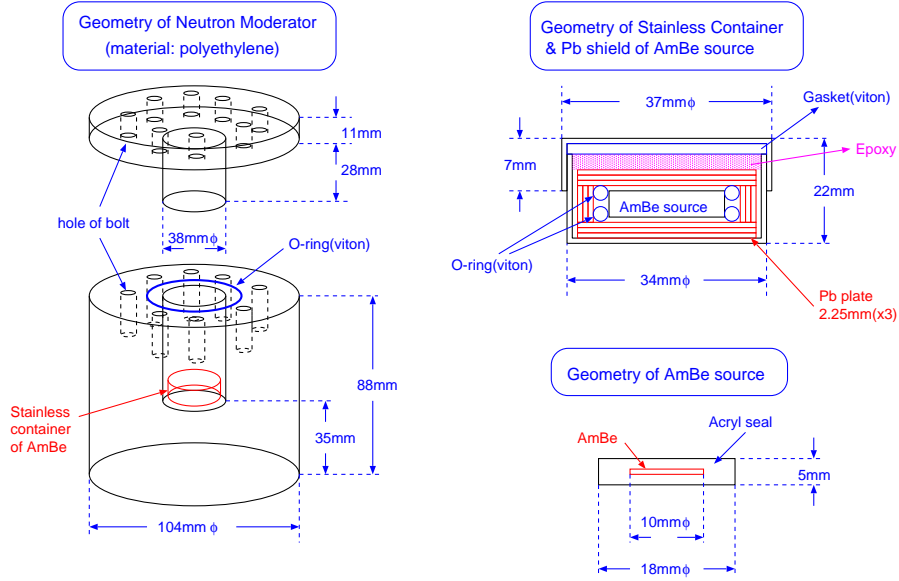 Geometry of Neutron Moderator
(material: polyethylene)
11mm
28mm
hole of bolt
38mmϕ
O-ring(viton)
88mm
Stainless
container
of AmBe
35mm
104mm ϕ
Geometry of Stainless Container
& Pb shield of AmBe source
37mmϕ
Gasket(viton)
7mm
Epoxy
22mm
AmBe source
O-ring(viton)
34mmϕ
Pb plate
2.25mm(x3)
Geometry of AmBe source
Acryl seal
AmBe
5mm
10mmϕ
18mmϕ